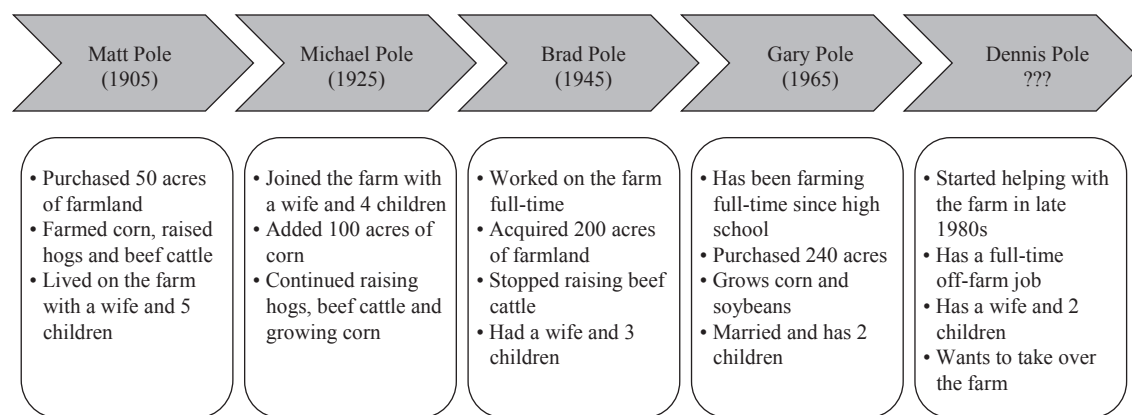 Matt Pole
(1905)
Michael Pole
(1925)
Brad Pole
(1945)
Gary Pole
(1965)
Dennis Pole
???
• Purchased 50 acres
of farmland
• Farmed corn, raised
hogs and beef cattle
• Lived on the farm
with a wife and 5
children
• Joined the farm with
a wife and 4 children
• Added 100 acres of
corn
• Continued raising
hogs, beef cattle and
growing corn
• Worked on the farm
full-time
• Acquired 200 acres
of farmland
• Stopped raising beef
cattle
• Had a wife and 3
children
• Has been farming
full-time since high
school
• Purchased 240 acres
• Grows corn and
soybeans
• Married and has 2
children
• Started helping with
the farm in late
1980s
• Has a full-time
off-farm job
• Has a wife and 2
children
• Wants to take over
the farm